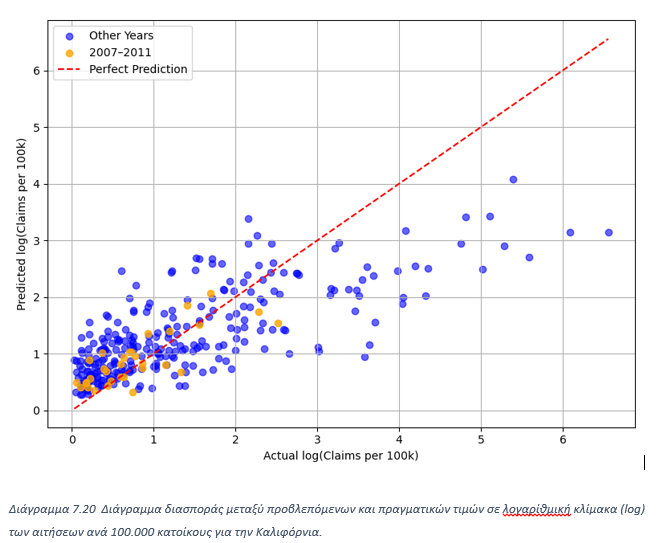 Other Years
2007–2011
Perfect Prediction
Predicted log(Claims per 100k)
6
5
4
3
2
1
0
0 1 2 3 4 5 6
Actual log(Claims per 100k)
Διάγραμμα 7.20 Διάγραμμα διασποράς μεταξύ προβλεπόμενων και πραγματικών τιμών σε λογαρίθμική κλίμακα (log)
των αιτήσεων ανά 100.000 κατοίκους για την Καλιφόρνια.